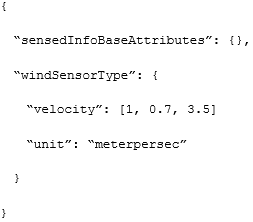 {
“sensedInfoBaseAttributes”: {},
“windSensorType”: {
“velocity”: [1, 0.7, 3.5]
“unit”: “meterpersec”
}
}